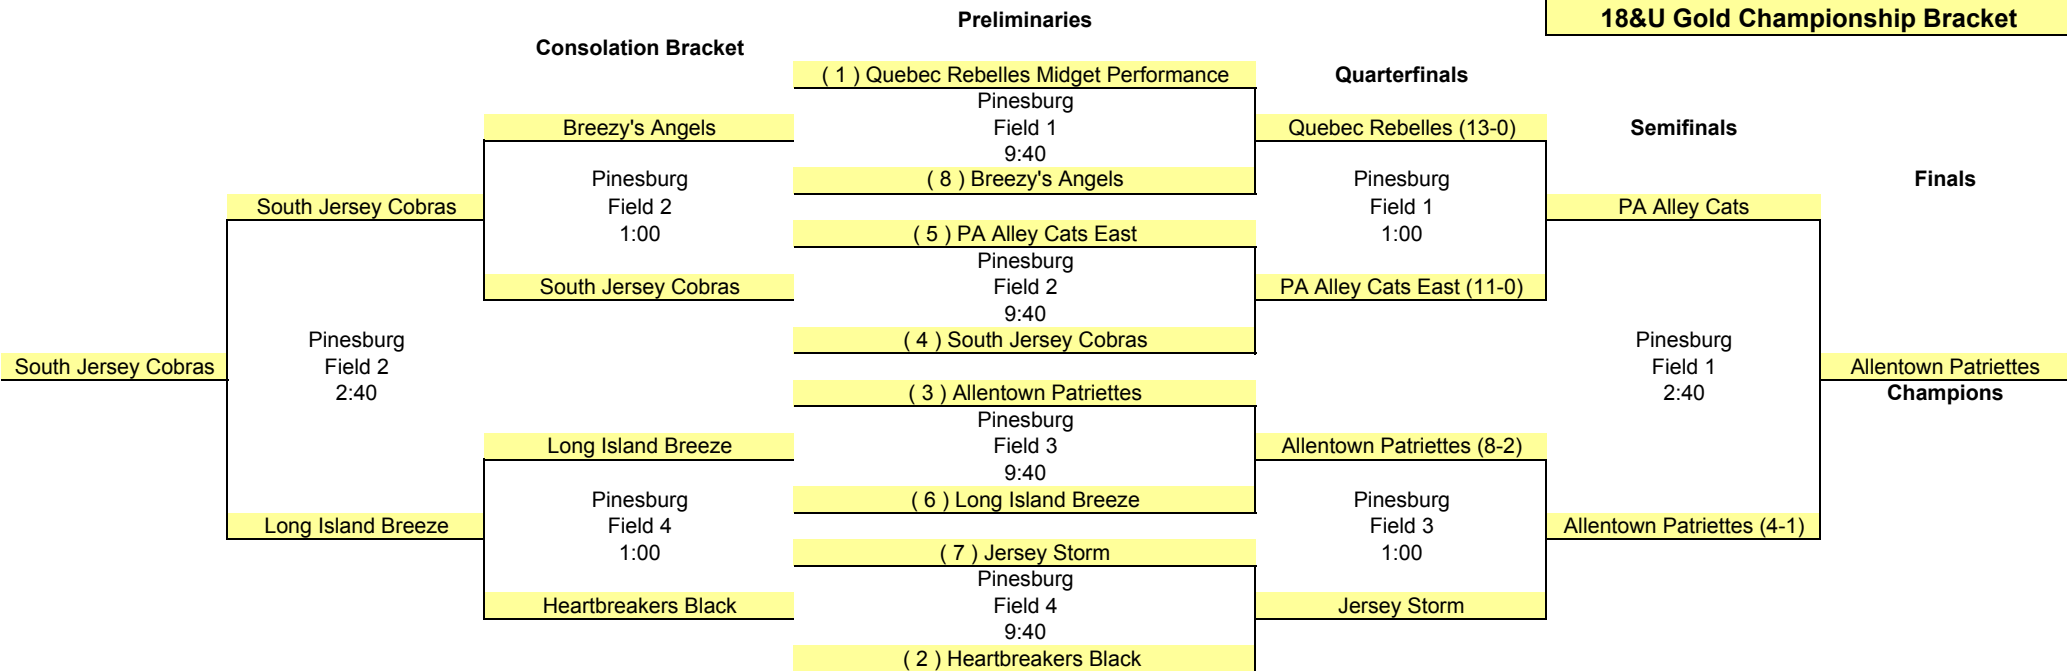 18&U Gold Championship Bracket
Preliminaries
Consolation Bracket
( 1 ) Quebec Rebelles Midget Performance
Quarterfinals
Pinesburg
Breezy's Angels
Field 1
Quebec Rebelles (13-0)
Semifinals
9:40
Pinesburg
( 8 ) Breezy's Angels
Pinesburg
Finals
South Jersey Cobras
Field 2
Field 1
PA Alley Cats
1:00
( 5 ) PA Alley Cats East
1:00
Pinesburg
South Jersey Cobras
Field 2
PA Alley Cats East (11-0)
9:40
Pinesburg
( 4 ) South Jersey Cobras
Pinesburg
South Jersey Cobras
Field 2
Field 1
Allentown Patriettes
2:40
( 3 ) Allentown Patriettes
2:40
Champions
Pinesburg
Long Island Breeze
Field 3
Allentown Patriettes (8-2)
9:40
Pinesburg
( 6 ) Long Island Breeze
Pinesburg
Long Island Breeze
Field 4
Field 3
Allentown Patriettes (4-1)
1:00
( 7 ) Jersey Storm
1:00
Pinesburg
Heartbreakers Black
Field 4
Jersey Storm
9:40
( 2 ) Heartbreakers Black